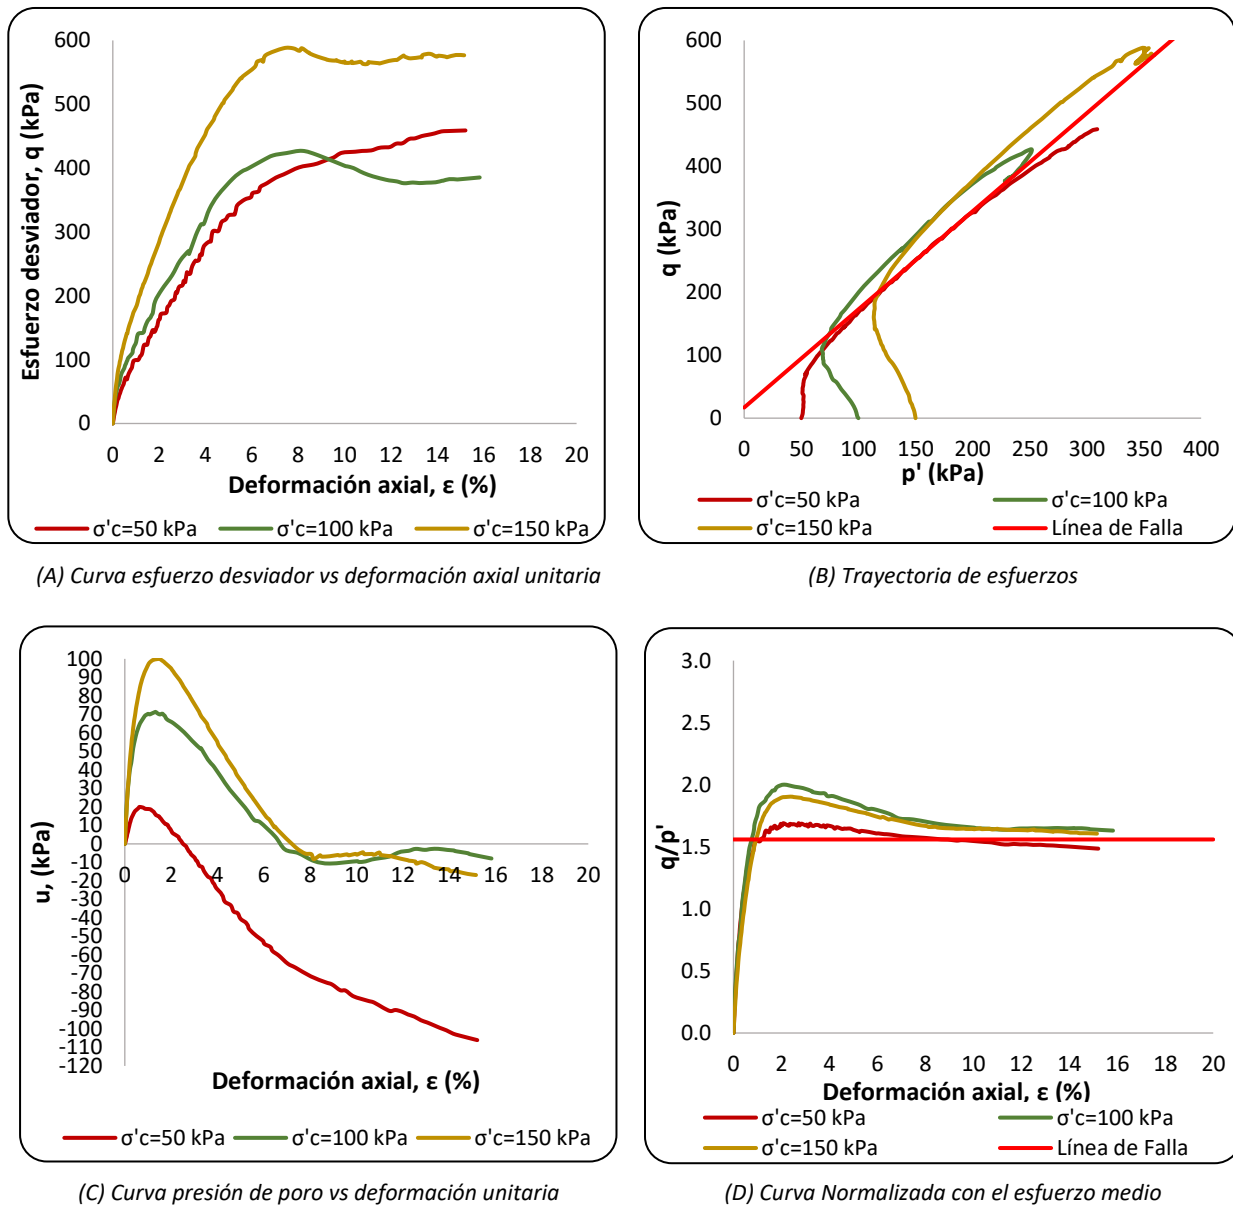 600
500
400
300
200
100
0
Esfuerzo desviador, q (kPa)
0 2 4 6 8 10 12 14 16 18 20
Deformación axial, ε (%)
σ'c=50 kPa σ'c=100 kPa σ'c=150 kPa
(A) Curva esfuerzo desviador vs deformación axial unitaria
600
500
400
300
200
100
0
q (kPa)
0 50 100 150 200 250 300 350 400
p' (kPa)
σ'c=50 kPa σ'c=100 kPa
σ'c=150 kPa Línea de Falla
(B) Trayectoria de esfuerzos
100
90
80
70
60
50
40
30
20
10
0
-10
-20
-30
-40
-50
-60
-70
-80
-90
-100
-110
-120
u, (kPa)
0 2 4 6 8 10 12 14 16 18 20
Deformación axial, ε (%)
σ'c=50 kPa σ'c=100 kPa σ'c=150 kPa
(C) Curva presión de poro vs deformación unitaria
3.0
2.5
2.0
1.5
1.0
0.5
0.0
q/p'
0 2 4 6 8 10 12 14 16 18 20
Deformación axial, ε (%)
σ'c=50 kPa σ'c=100 kPa
σ'c=150 kPa Línea de Falla
(D) Curva Normalizada con el esfuerzo medio